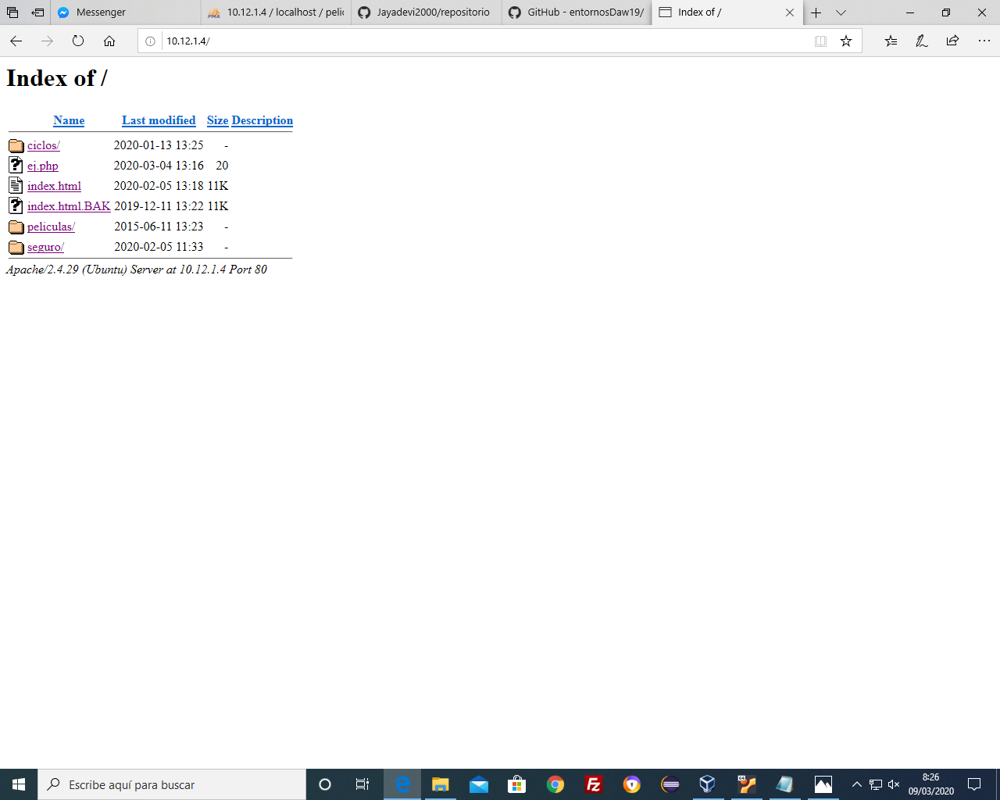 Messenger
10.12.1.4 / localhost / peli
Jayadevi2000/repositorio
GitHub - entornosDaw19/
Index of /
10.12.1.4/
Index of /
Name Last modified Size Description
ciclos/ 2020-01-13 13:25 -
ej.php 2020-03-04 13:16 20
index.html 2020-02-05 13:18 11K
index.html.BAK 2019-12-11 13:22 11K
peliculas/ 2015-06-11 13:23 -
seguro/ 2020-02-05 11:33 -
Apache/2.4.29 (Ubuntu) Server at 10.12.1.4 Port 80
Escribe aquí para buscar
8:26
09/03/2020